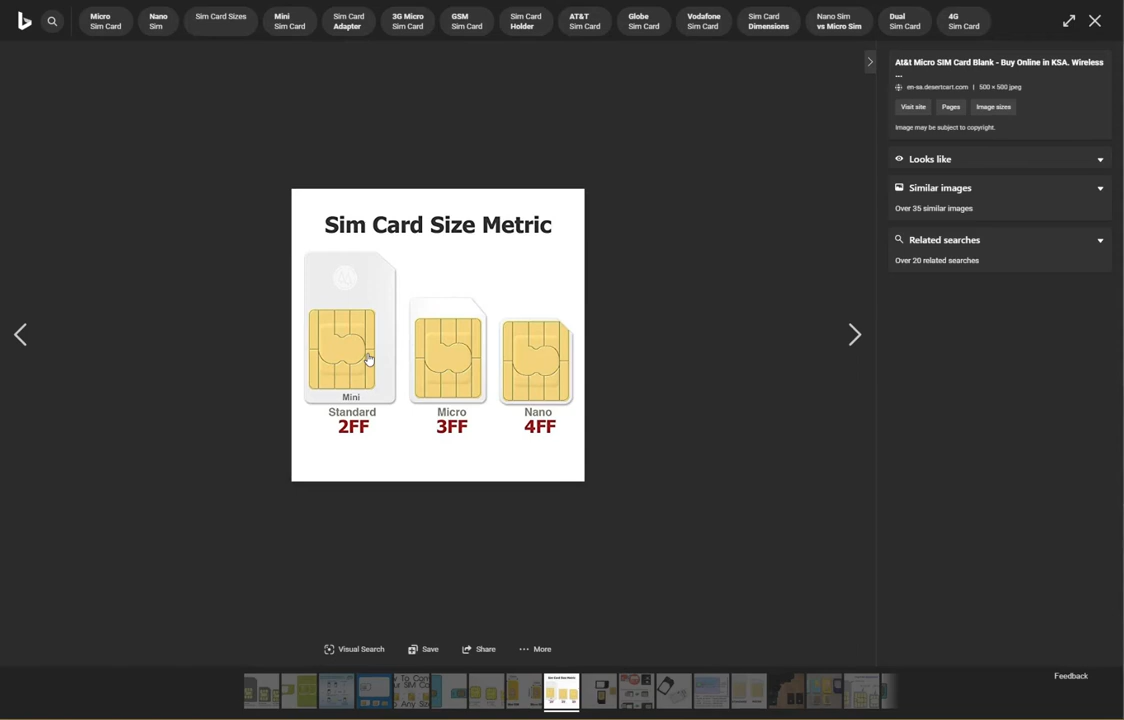 Micro
Sim Card
Nano
Sim
Sim Card Sizes
Mini
Sim Card
Sim Card
Adapter
3G Micro
Sim Card
GSM
Sim Card
Sim Card
Holder
AT&T
Sim Card
Globe
Sim Card
Vodafone
Sim Card
Sim Card
Dimensions
Nano Sim
vs Micro Sim
Dual
Sim Card
4G
Sim Card
At&t Micro SIM Card Blank - Buy Online in KSA. Wireless
...
en-sa.desertcart.com | 500 × 500 jpeg
Visit site Pages Image sizes
Image may be subject to copyright.
Looks like
Similar images
Over 35 similar images
Related searches
Over 20 related searches
Sim Card Size Metric
Mini
Standard Micro Nano
2FF 3FF 4FF
Visual Search Save Share ... More
Sim Card Size Metric
Feedback